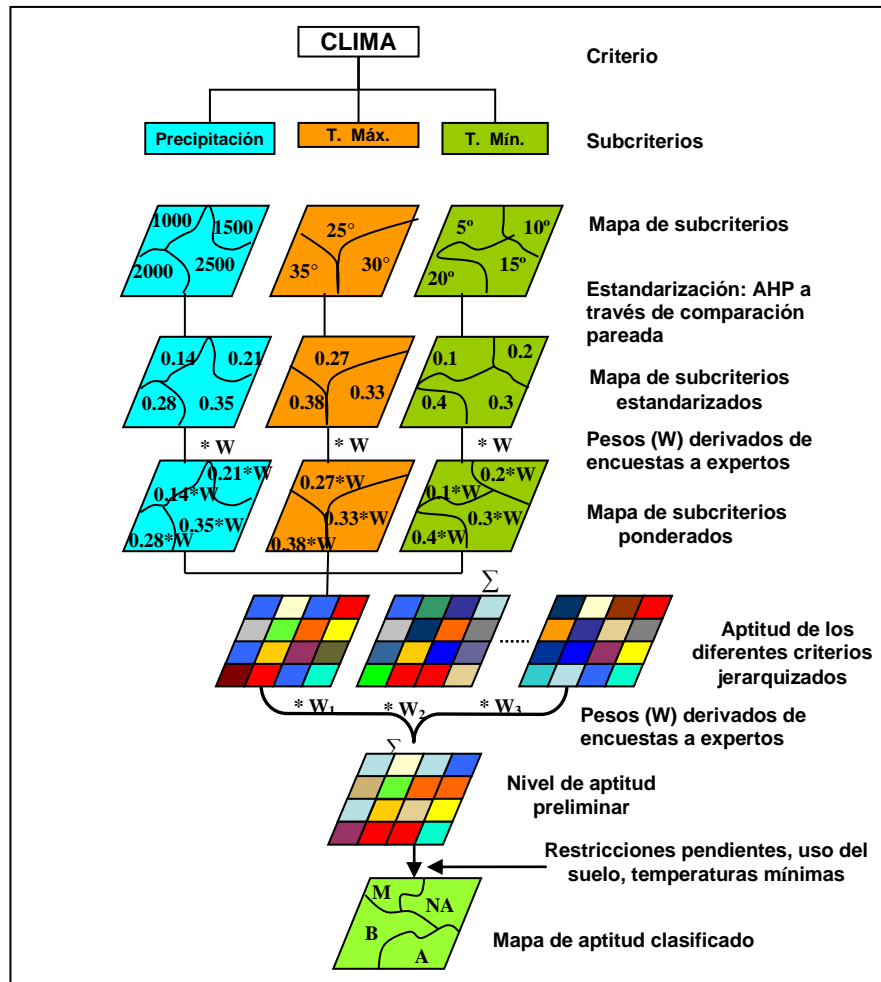 CLIMA
Criterio
Precipitación
T. Máx.
T. Mín.
Subcriterios
1000
1500
2000
2500
25°
35°
30°
5º
10º
20º
15º
Mapa de subcriterios
Estandarización: AHP a
través de comparación
pareada
0.14
0.21
0.28
0.35
0.27
0.38
0.33
0.1
0.2
0.4
0.3
Mapa de subcriterios
estandarizados
* W
* W
* W
Pesos (W) derivados de
encuestas a expertos
0.21*W
0.14*W
0.35*W
0.28*W
0.27*W
0.33*W
0.38*W
0.2*W
0.1*W
0.3*W
0.4*W
Mapa de subcriterios
ponderados
∑
......
Aptitud de los
diferentes criterios
jerarquizados
* W₁
* W₂
* W₃
Pesos (W) derivados de
encuestas a expertos
∑
Nivel de aptitud
preliminar
Restricciones pendientes, uso del
suelo, temperaturas mínimas
M
NA
B
A
Mapa de aptitud clasificado